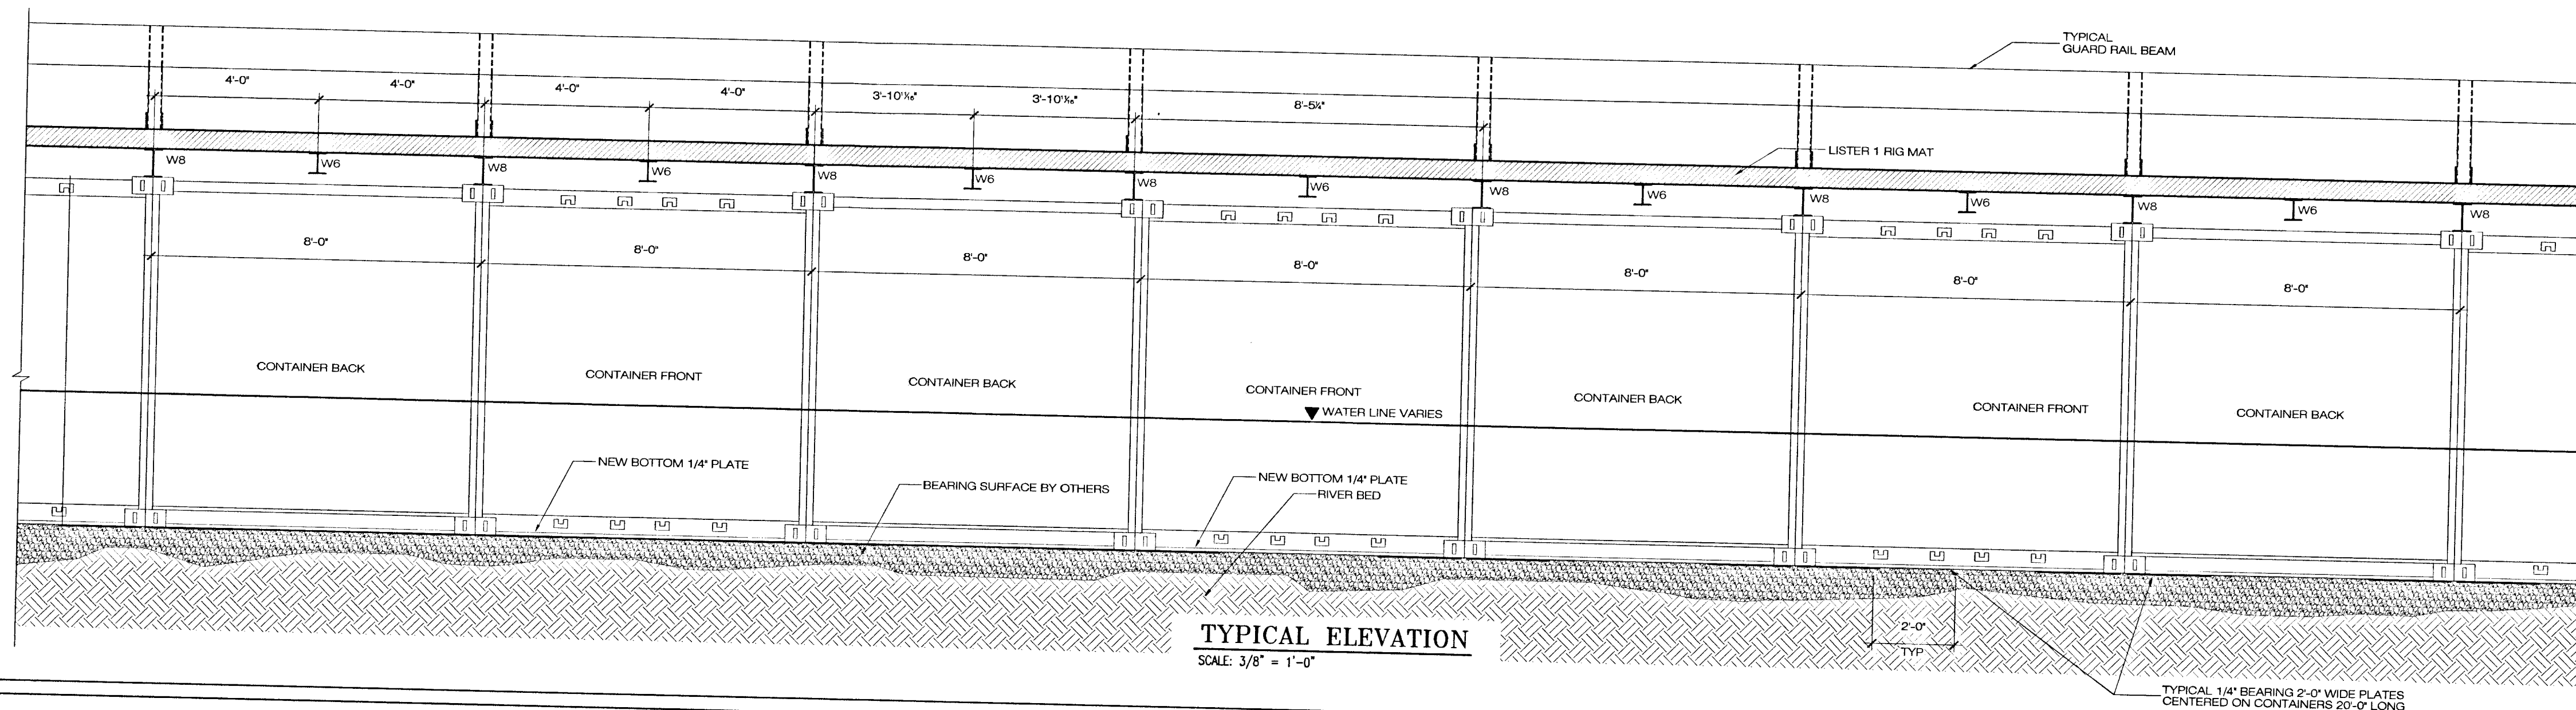 TYPICAL
GUARD RAIL BEAM
4'-0"
4'-0"
4'-0"
4'-0"
3'-10¹⁄₁₆"
3'-10¹⁄₁₆"
8'-5¼"
LISTER 1 RIG MAT
W8
W6
W8
W6
W8
W6
W8
W6
W8
W6
W8
W6
W8
W6
W8
8'-0"
8'-0"
8'-0"
8'-0"
8'-0"
8'-0"
8'-0"
CONTAINER BACK
CONTAINER FRONT
CONTAINER BACK
CONTAINER FRONT
CONTAINER BACK
CONTAINER FRONT
CONTAINER BACK
WATER LINE VARIES
NEW BOTTOM 1/4" PLATE
BEARING SURFACE BY OTHERS
NEW BOTTOM 1/4" PLATE
RIVER BED
TYPICAL ELEVATION
SCALE: 3/8" = 1'-0"
2'-0"
TYP
TYPICAL 1/4" BEARING 2'-0" WIDE PLATES
CENTERED ON CONTAINERS 20'-0" LONG